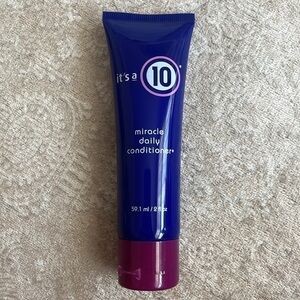 it's a 10
miracle
daily
conditioner+
59.1 ml / 2 fl oz